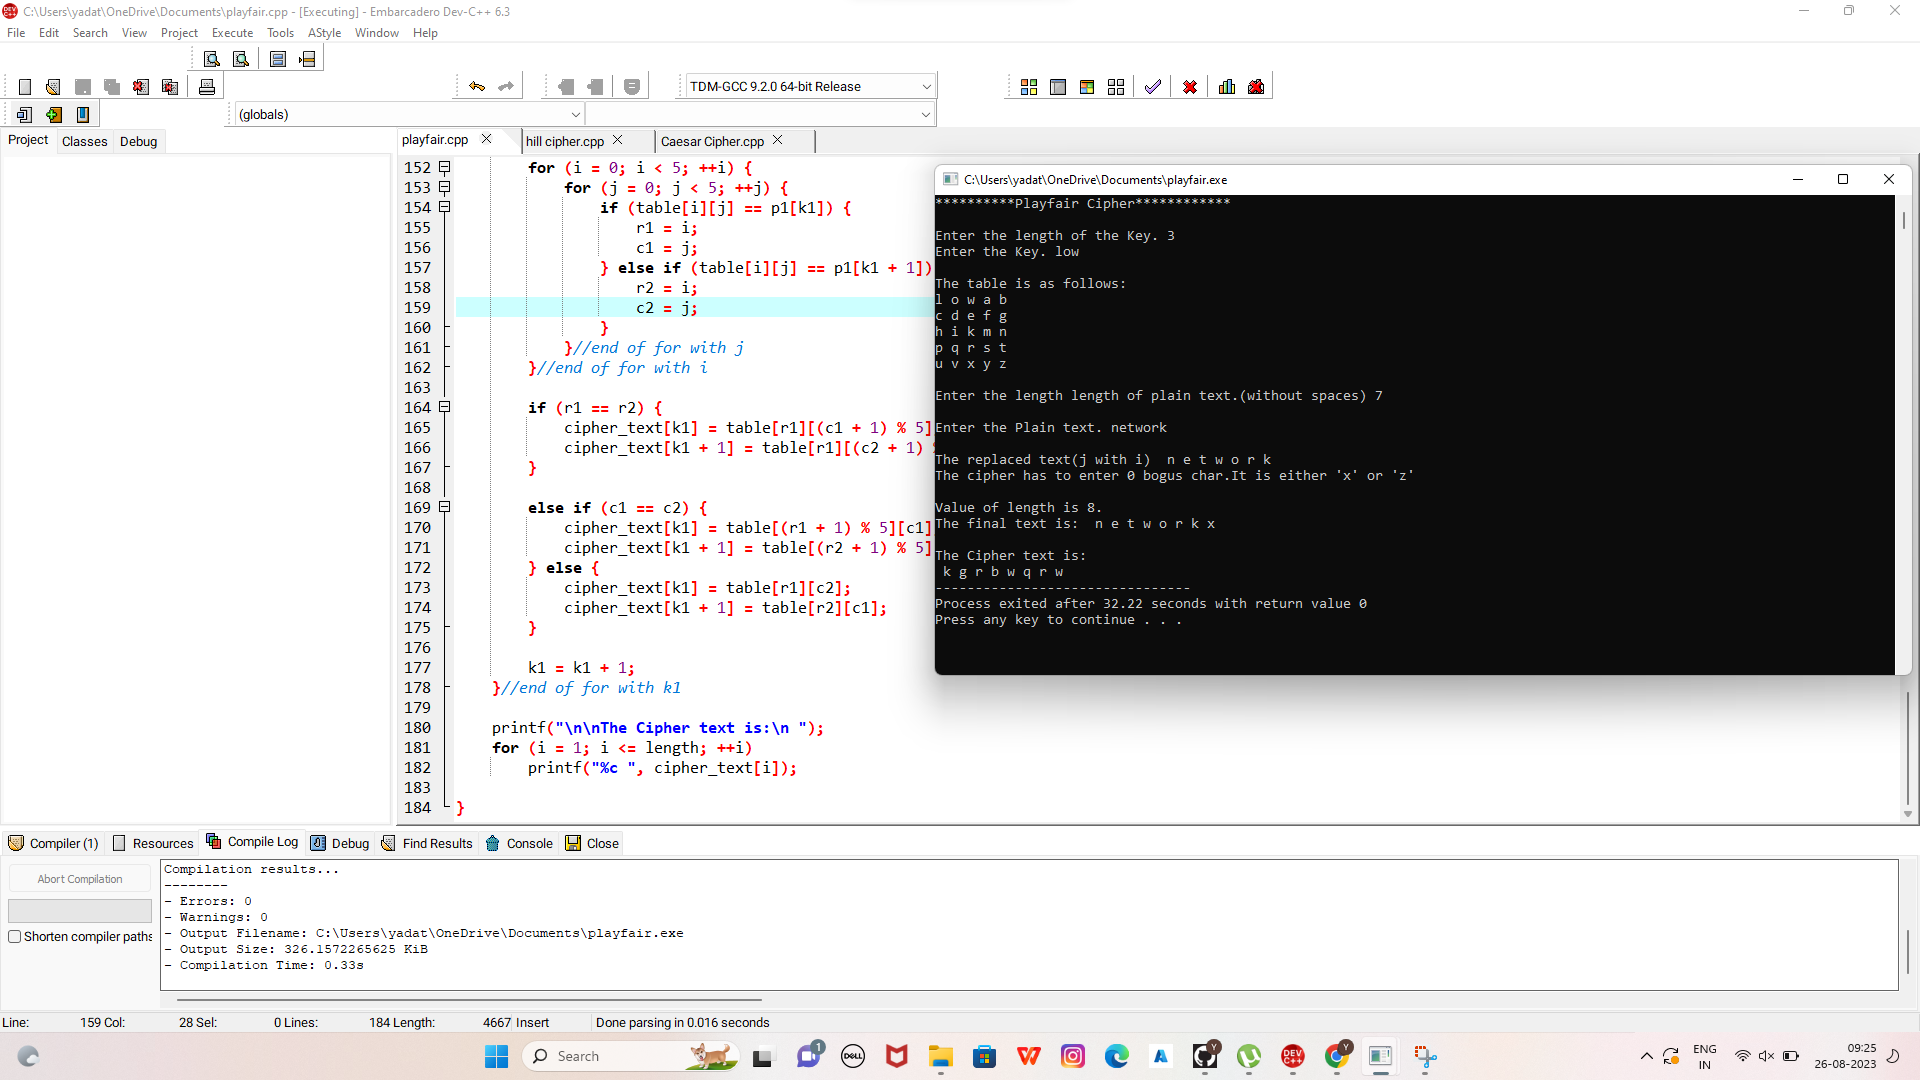 C:\Users\yadat\OneDrive\Documents\playfair.cpp - [Executing] - Embarcadero Dev-C++ 6.3
File Edit Search View Project Execute Tools AStyle Window Help
TDM-GCC 9.2.0 64-bit Release
(globals)
Project Classes Debug
playfair.cpp hill cipher.cpp Caesar Cipher.cpp
152 for (i = 0; i < 5; ++i) {
153 for (j = 0; j < 5; ++j) {
154 if (table[i][j] == p1[k1]) {
155 r1 = i;
156 c1 = j;
157 } else if (table[i][j] == p1[k1 + 1])
158 r2 = i;
159 c2 = j;
160 }
161 }//end of for with j
162 }//end of for with i
163
164 if (r1 == r2) {
165 cipher_text[k1] = table[r1][(c1 + 1) % 5]
166 cipher_text[k1 + 1] = table[r1][(c2 + 1)
167 }
168
169 else if (c1 == c2) {
170 cipher_text[k1] = table[(r1 + 1) % 5][c1]
171 cipher_text[k1 + 1] = table[(r2 + 1) % 5]
172 } else {
173 cipher_text[k1] = table[r1][c2];
174 cipher_text[k1 + 1] = table[r2][c1];
175 }
176
177 k1 = k1 + 1;
178 }//end of for with k1
179
180 printf("\n\nThe Cipher text is:\n ");
181 for (i = 1; i <= length; ++i)
182 printf("%c ", cipher_text[i]);
183
184 }
C:\Users\yadat\OneDrive\Documents\playfair.exe
**********Playfair Cipher************
Enter the length of the Key. 3
Enter the Key. low
The table is as follows:
l o w a b
c d e f g
h i k m n
p q r s t
u v x y z
Enter the length length of plain text.(without spaces) 7
Enter the Plain text. network
The replaced text(j with i)  n e t w o r k
The cipher has to enter 0 bogus char.It is either 'x' or 'z'
Value of length is 8.
The final text is:  n e t w o r k x
The Cipher text is:
k g r b w q r w
--------------------------------
Process exited after 32.22 seconds with return value 0
Press any key to continue . . .
Compiler (1) Resources Compile Log Debug Find Results Console Close
Abort Compilation
Shorten compiler paths
Compilation results...
--------
- Errors: 0
- Warnings: 0
- Output Filename: C:\Users\yadat\OneDrive\Documents\playfair.exe
- Output Size: 326.1572265625 KiB
- Compilation Time: 0.33s
Line: 159 Col: 28 Sel: 0 Lines: 184 Length: 4667 Insert Done parsing in 0.016 seconds
Search
1
DELL
Y
DEV C++
Y
ENG
IN
09:25
26-08-2023